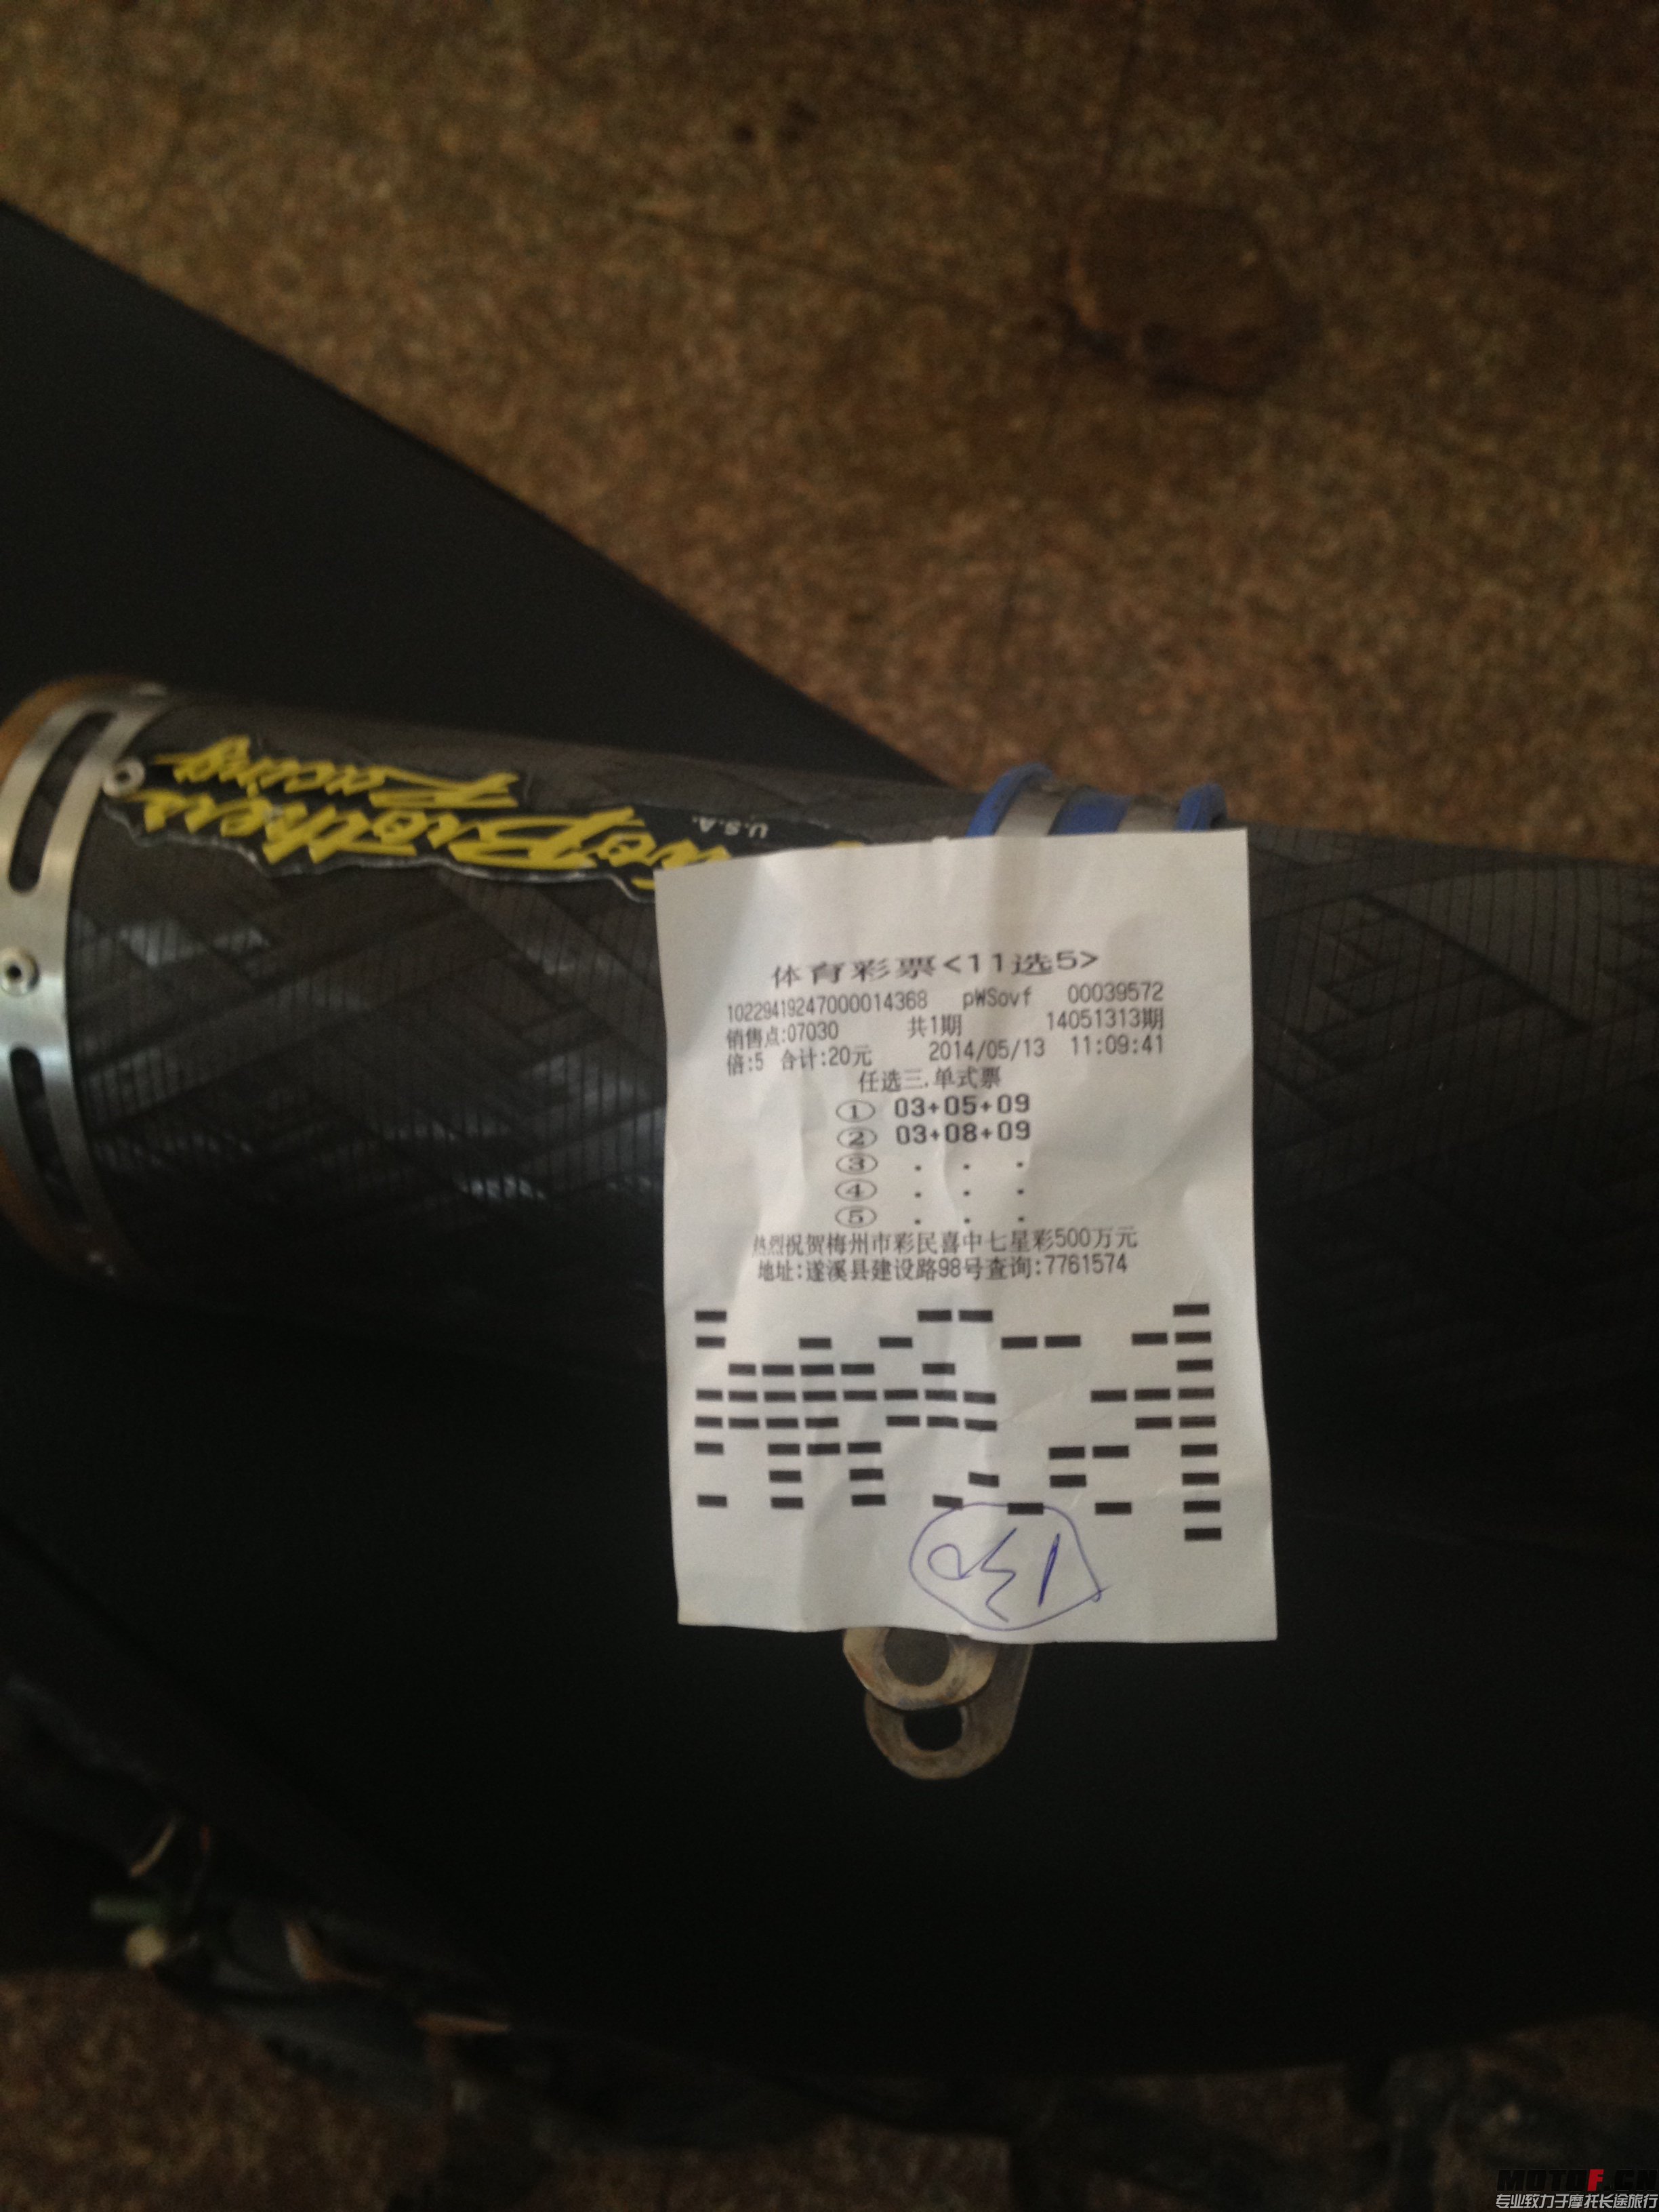 Brothers
Racing
U.S.A.
体育彩票<11选5>
10229419247000014368 pWSovf 00039572
销售点:07030 共1期 14051313期
倍:5 合计:20元 2014/05/13 11:09:41
任选三.单式票
① 03+05+09
② 03+08+09
③ . . .
④ . . .
⑤ . . .
热烈祝贺梅州市彩民喜中七星彩500万元
地址:遂溪县建设路98号查询:7761574
MOTOF.CN
专业致力于摩托长途旅行